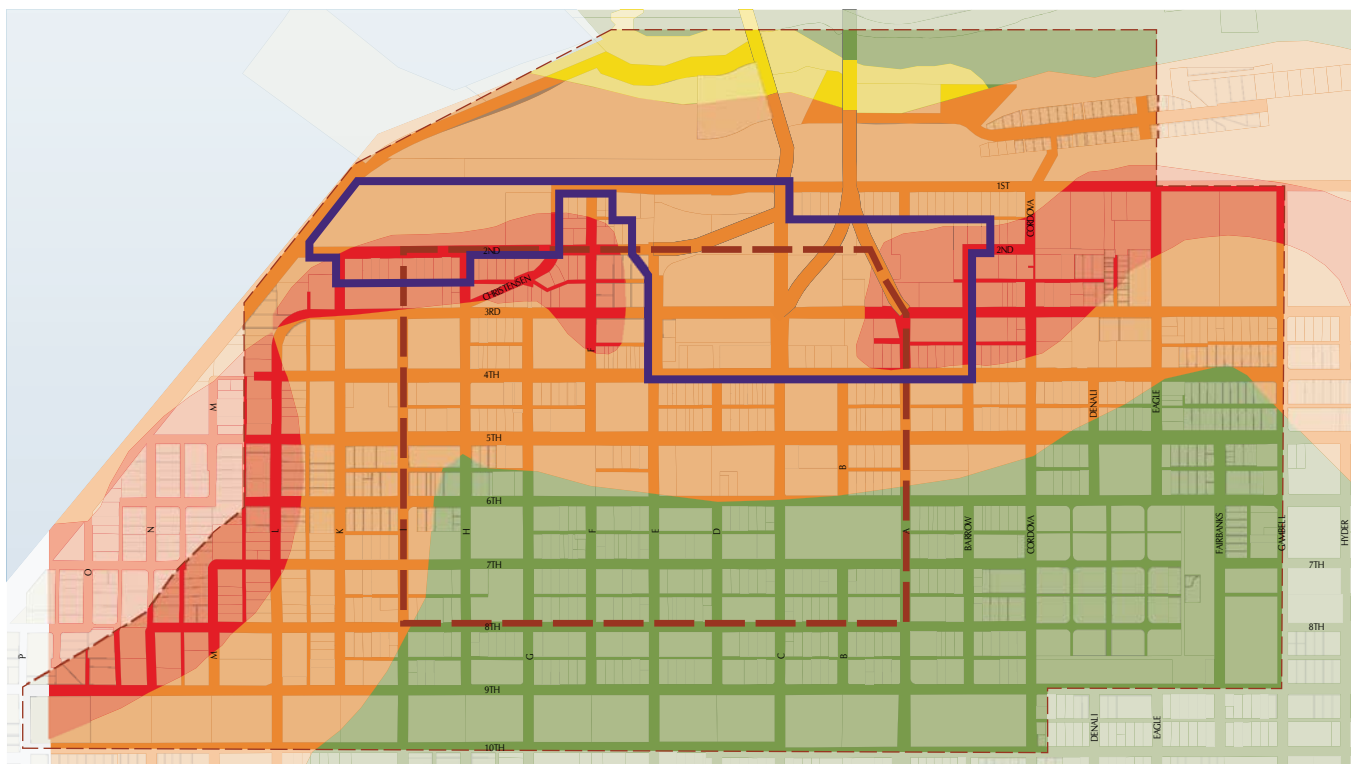 1ST
CORDOVA
2ND
2ND
CHRISTENSEN
3RD
F
4TH
M
DENALI
EAGLE
5TH
B
6TH
O
N
L
K
I
H
F
E
D
A
BARROW
CORDOVA
FAIRBANKS
GAMBELL
HYDER
7TH
7TH
8TH
8TH
P
M
G
C
B
9TH
DENALI
EAGLE
10TH